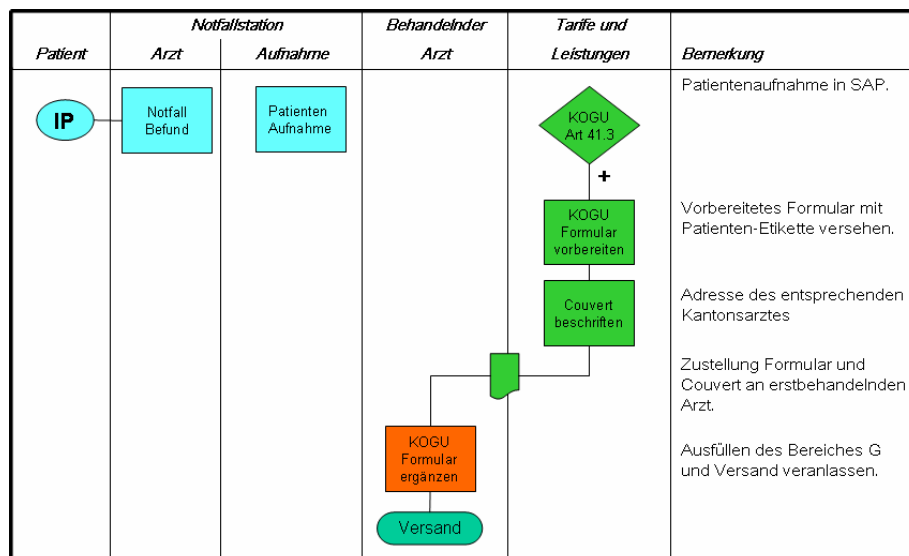 Notfallstation
Behandelnder
Tarife und
Patient
Arzt
Aufnahme
Arzt
Leistungen
Bemerkung
IP
Notfall
Befund
Patienten
Aufnahme
KOGU
Art 41.3
Patientenaufnahme in SAP.
+
KOGU
Formular
vorbereiten
Vorbereitetes Formular mit
Patienten-Etikette versehen.
Couvert
beschriften
Adresse des entsprechenden
Kantonsarztes
Zustellung Formular und
Couvert an erstbehandelnden
Arzt.
KOGU
Formular
ergänzen
Ausfüllen des Bereiches G
und Versand veranlassen.
Versand